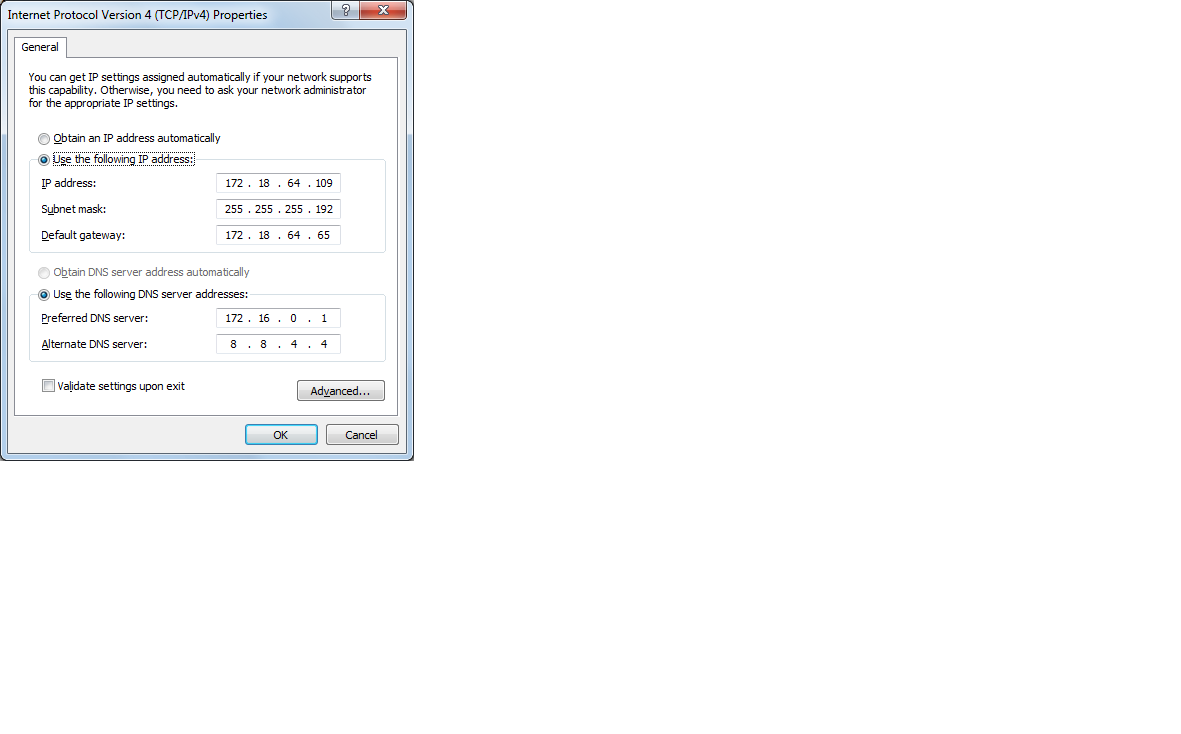 Internet Protocol Version 4 (TCP/IPv4) Properties
?
General
You can get IP settings assigned automatically if your network supports
this capability. Otherwise, you need to ask your network administrator
for the appropriate IP settings.
Obtain an IP address automatically
Use the following IP address:
IP address: 172 . 18 . 64 . 109
Subnet mask: 255 . 255 . 255 . 192
Default gateway: 172 . 18 . 64 . 65
Obtain DNS server address automatically
Use the following DNS server addresses:
Preferred DNS server: 172 . 16 . 0 . 1
Alternate DNS server: 8 . 8 . 4 . 4
Validate settings upon exit
Advanced...
OK Cancel